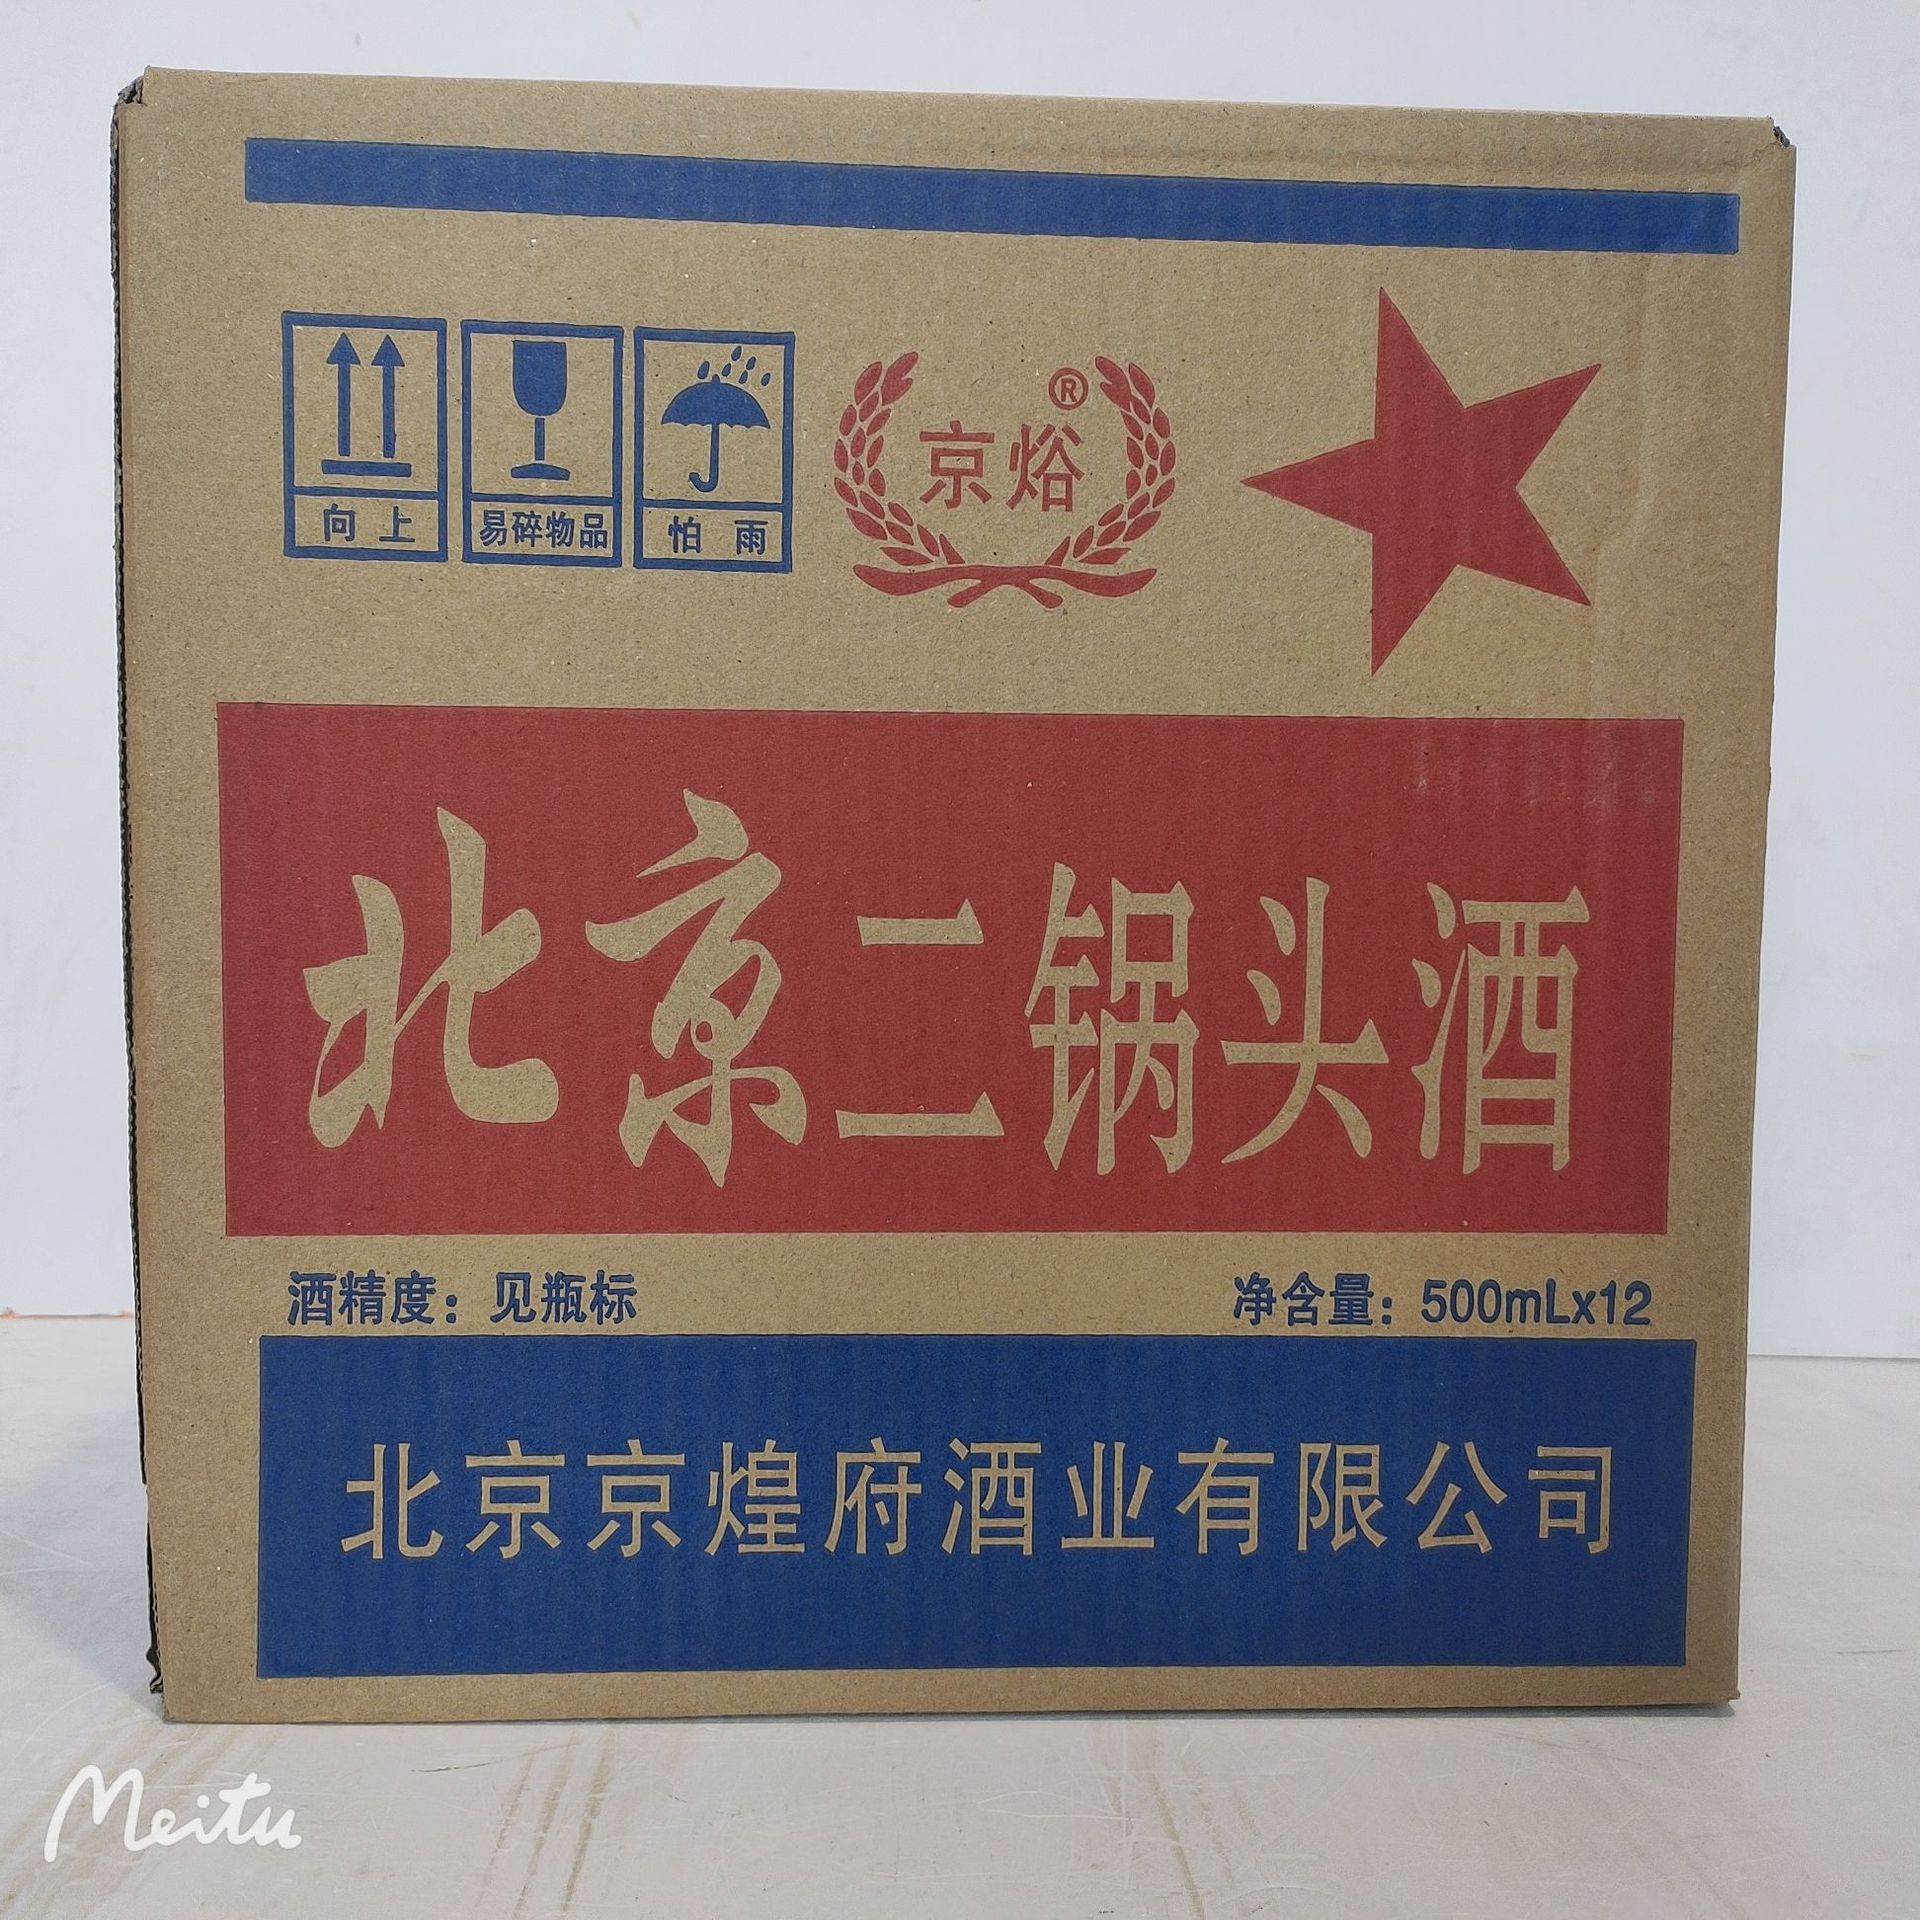 向上
易碎物品
怕雨
京焀®
北京二锅头酒
酒精度：见瓶标
净含量：500mLx12
北京京煌府酒业有限公司
Meitu